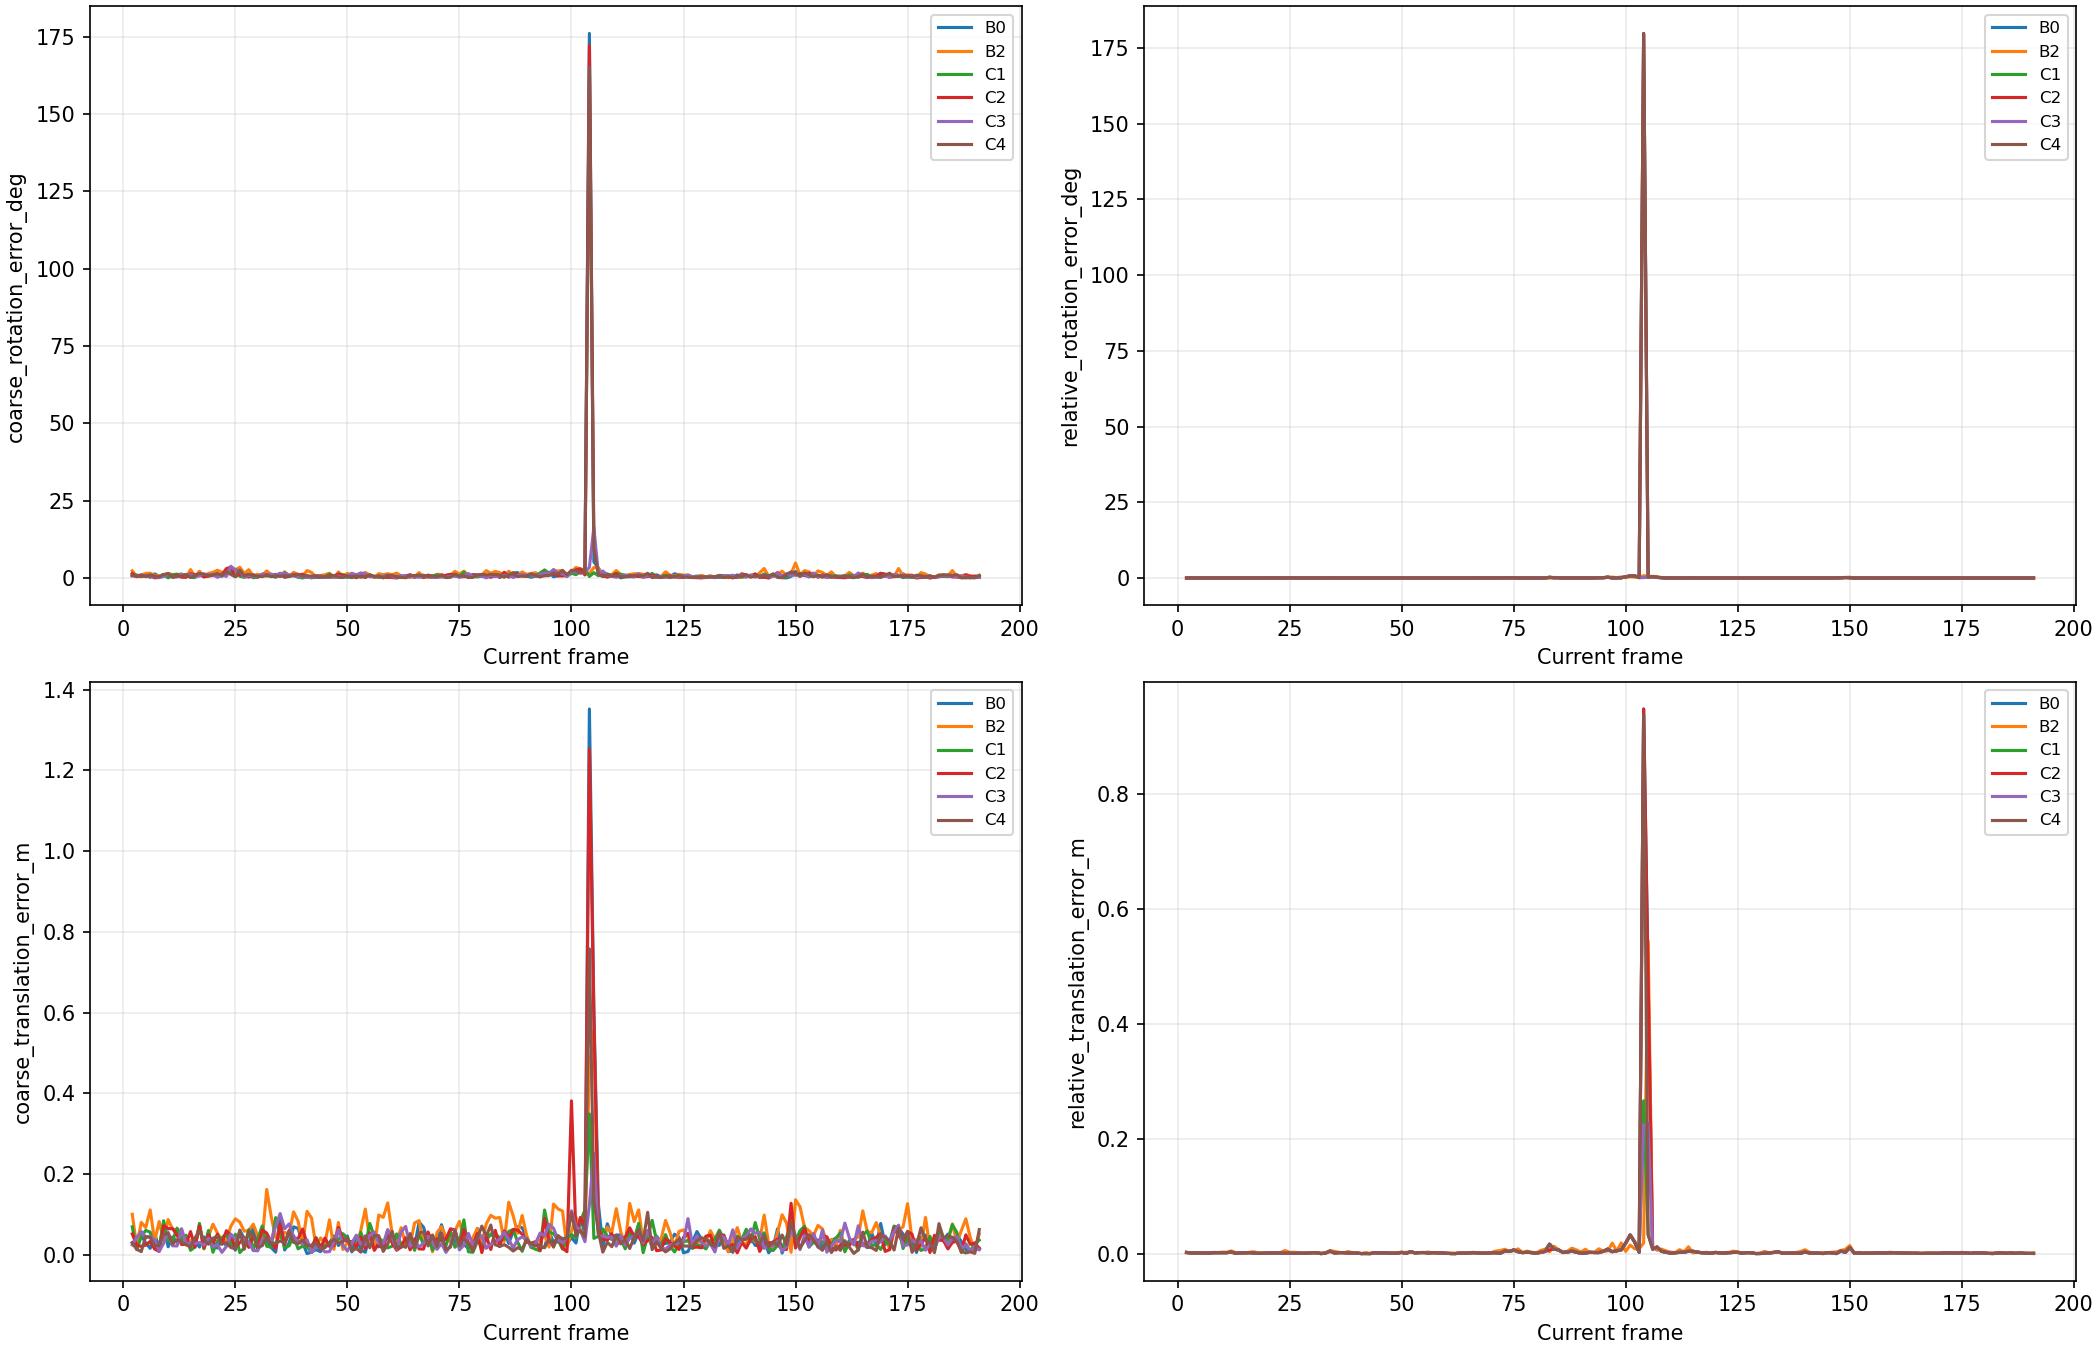 coarse_rotation_error_deg
175
150
125
100
75
50
25
0
0 25 50 75 100 125 150 175 200
Current frame
B0
B2
C1
C2
C3
C4
relative_rotation_error_deg
175
150
125
100
75
50
25
0
0 25 50 75 100 125 150 175 200
Current frame
B0
B2
C1
C2
C3
C4
coarse_translation_error_m
1.4
1.2
1.0
0.8
0.6
0.4
0.2
0.0
0 25 50 75 100 125 150 175 200
Current frame
B0
B2
C1
C2
C3
C4
relative_translation_error_m
0.8
0.6
0.4
0.2
0.0
0 25 50 75 100 125 150 175 200
Current frame
B0
B2
C1
C2
C3
C4